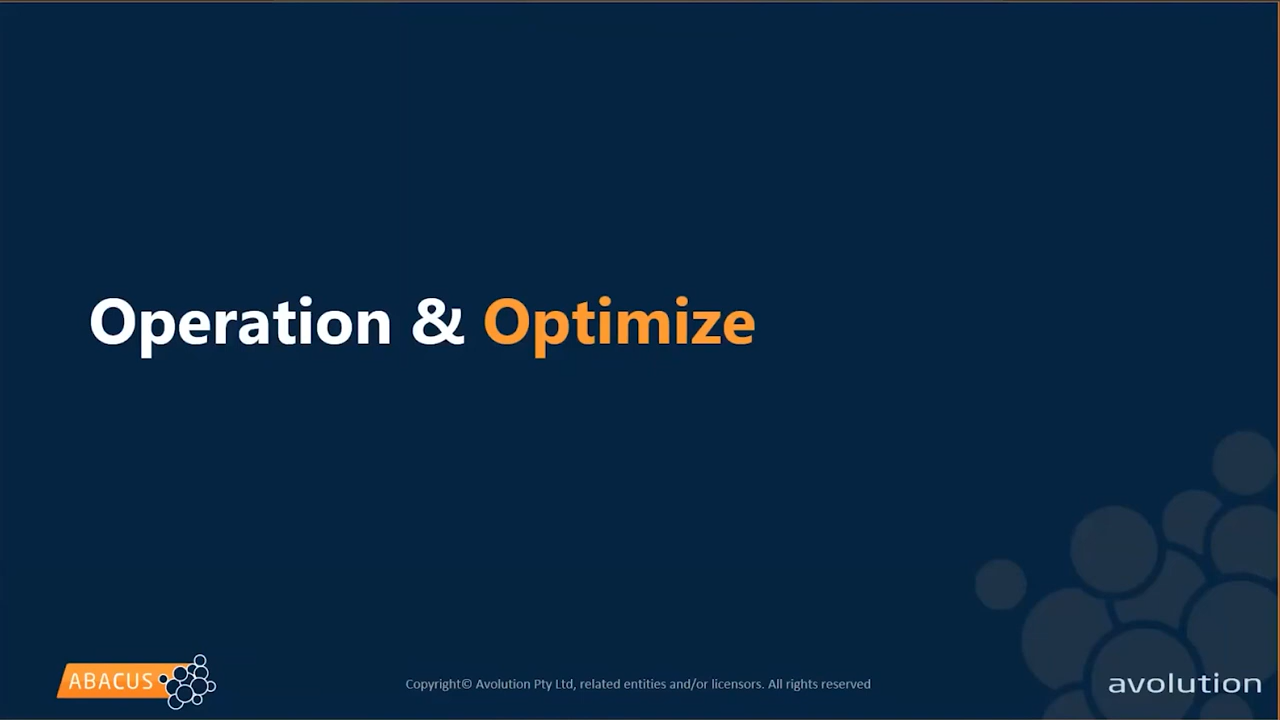 Operation & Optimize
ABACUS
Copyright© Avolution Pty Ltd, related entities and/or licensors. All rights reserved
avolution